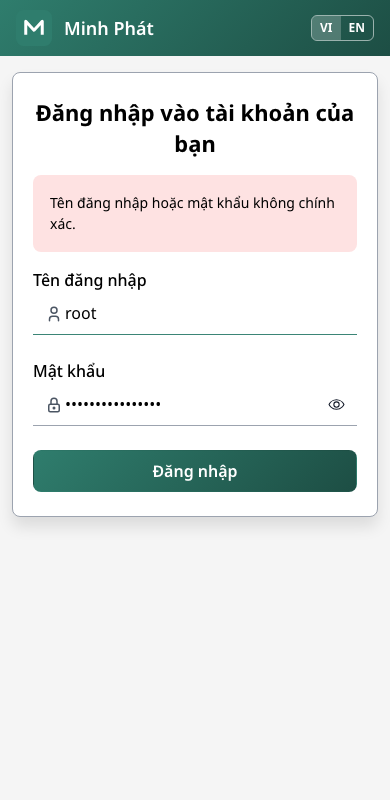 Minh Phát
VI EN
Đăng nhập vào tài khoản của
bạn
Tên đăng nhập hoặc mật khẩu không chính
xác.
Tên đăng nhập
root
Mật khẩu
••••••••••••••••
Đăng nhập